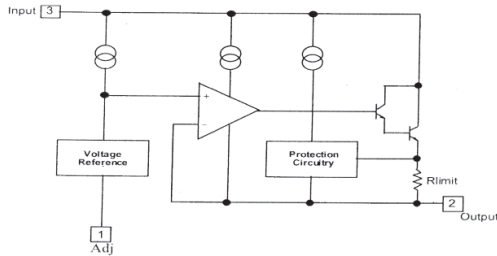 Input 3
+
-
Voltage
Reference
Protection
Circuitry
Rlimit
2
Output
1
Adj